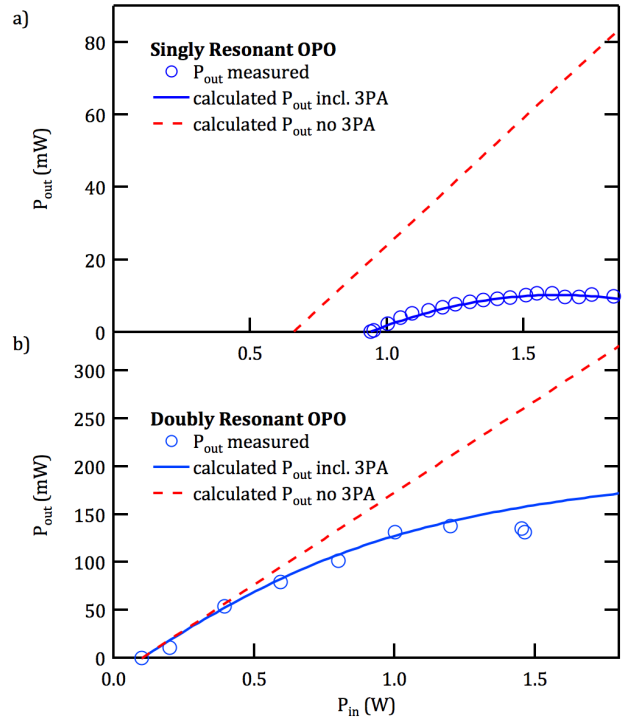 a)
80
60
40
20
0
P_out (mW)
Singly Resonant OPO
P_out measured
calculated P_out incl. 3PA
calculated P_out no 3PA
0.5
1.0
1.5
b)
300
250
200
150
100
50
0
P_out (mW)
Doubly Resonant OPO
P_out measured
calculated P_out incl. 3PA
calculated P_out no 3PA
0.0
0.5
1.0
1.5
P_in (W)